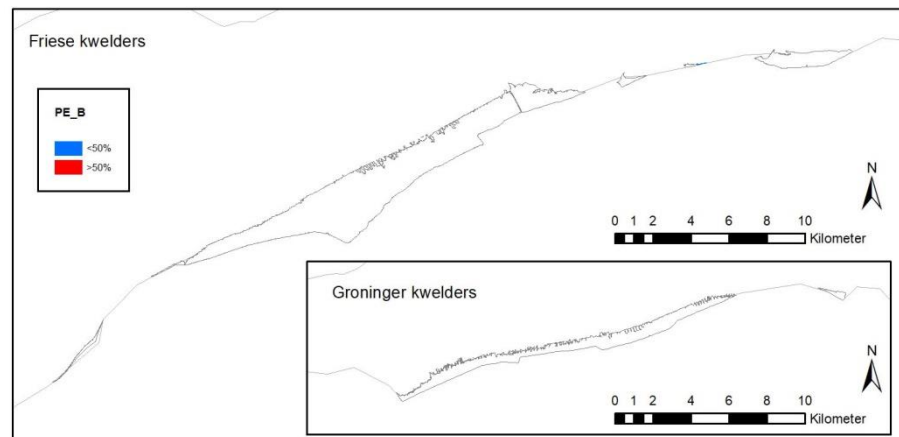 Friese kwelders
PE_B
<50%
>50%
N
0 1 2 4 6 8 10
Kilometer
Groninger kwelders
N
0 1 2 4 6 8 10
Kilometer